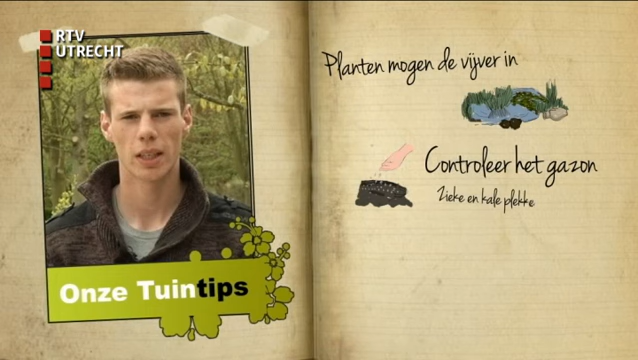 RTV
UTRECHT
Planten mogen de vijver in
Controleer het gazon
Zieke en kale plekke
Onze Tuintips